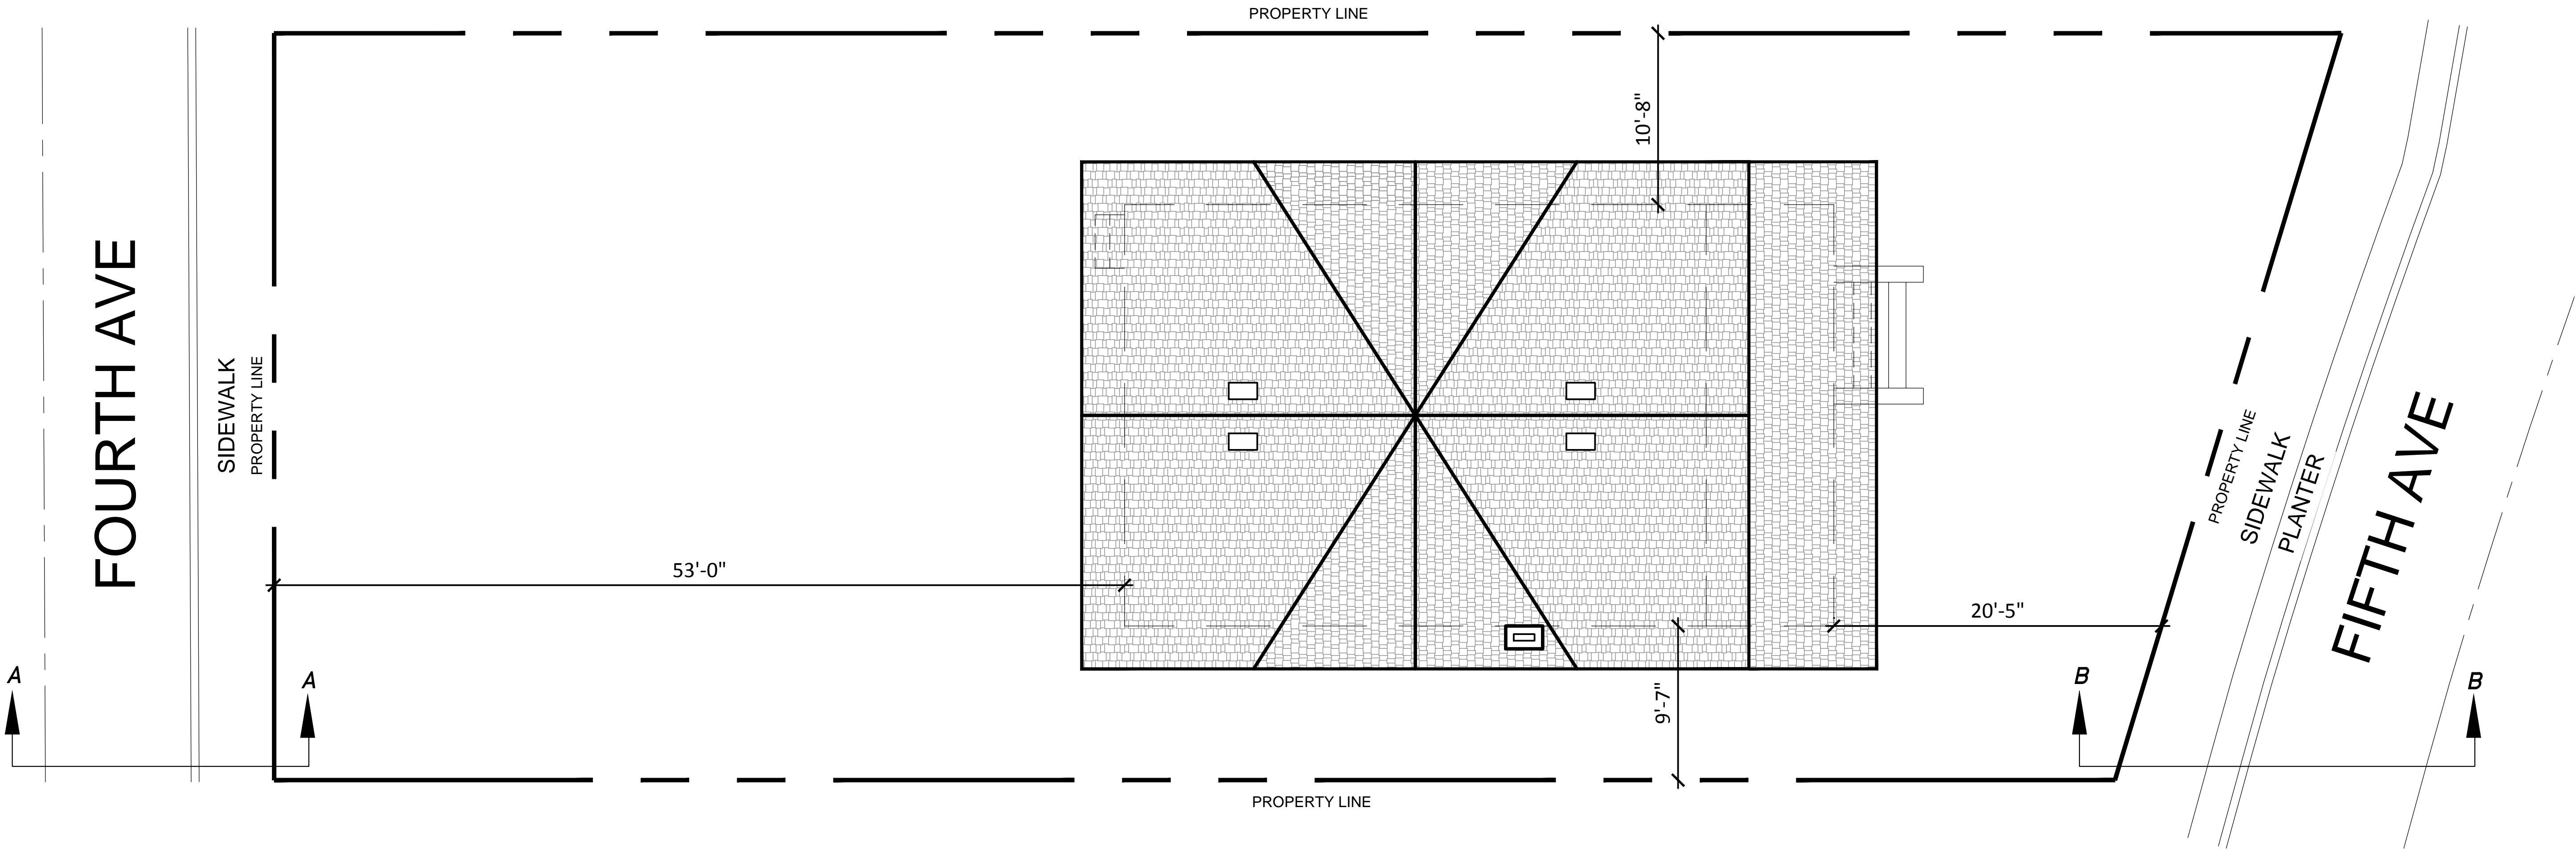 PROPERTY LINE
10'-8"
FOURTH AVE
SIDEWALK
PROPERTY LINE
53'-0"
20'-5"
9'-7"
PROPERTY LINE
SIDEWALK
PLANTER
FIFTH AVE
A
A
B
B
PROPERTY LINE